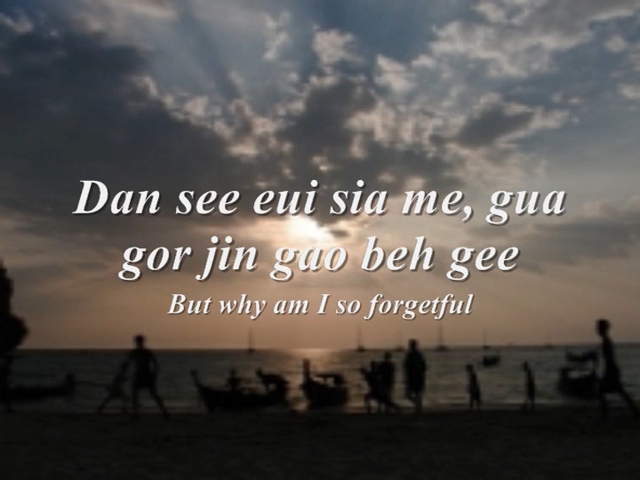 Dan see eui sia me, gua
gor jin gao beh gee
But why am I so forgetful